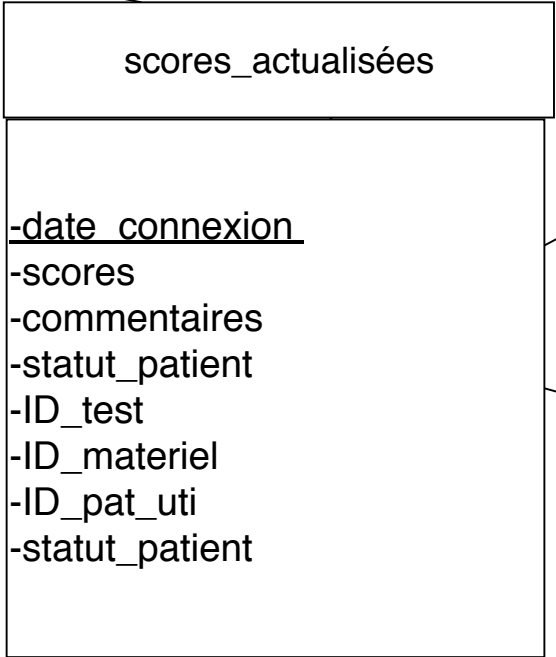 scores_actualisées
-date_connexion
-scores
-commentaires
-statut_patient
-ID_test
-ID_materiel
-ID_pat_uti
-statut_patient